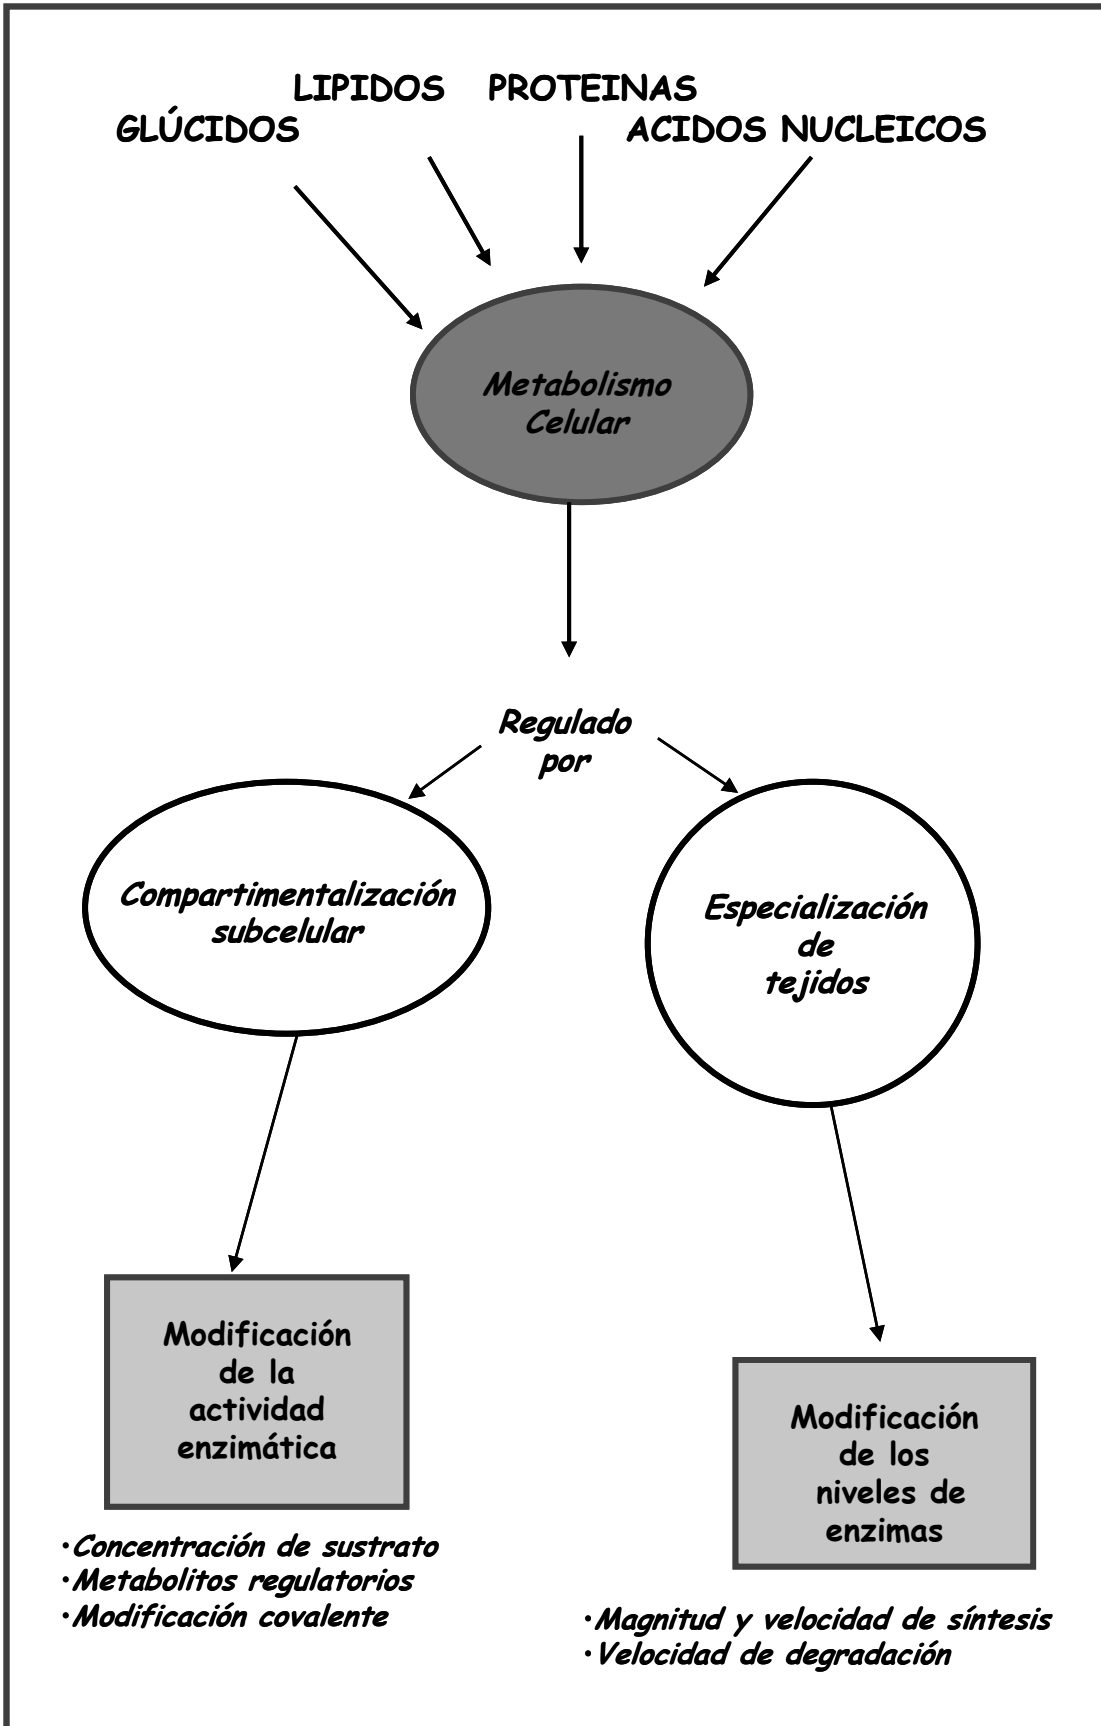 LIPIDOS PROTEINAS
GLÚCIDOS ACIDOS NUCLEICOS
Metabolismo
Celular
Regulado
por
Compartimentalización
subcelular
Especialización
de
tejidos
Modificación
de la
actividad
enzimática
•Concentración de sustrato
•Metabolitos regulatorios
•Modificación covalente
Modificación
de los
niveles de
enzimas
•Magnitud y velocidad de síntesis
•Velocidad de degradación